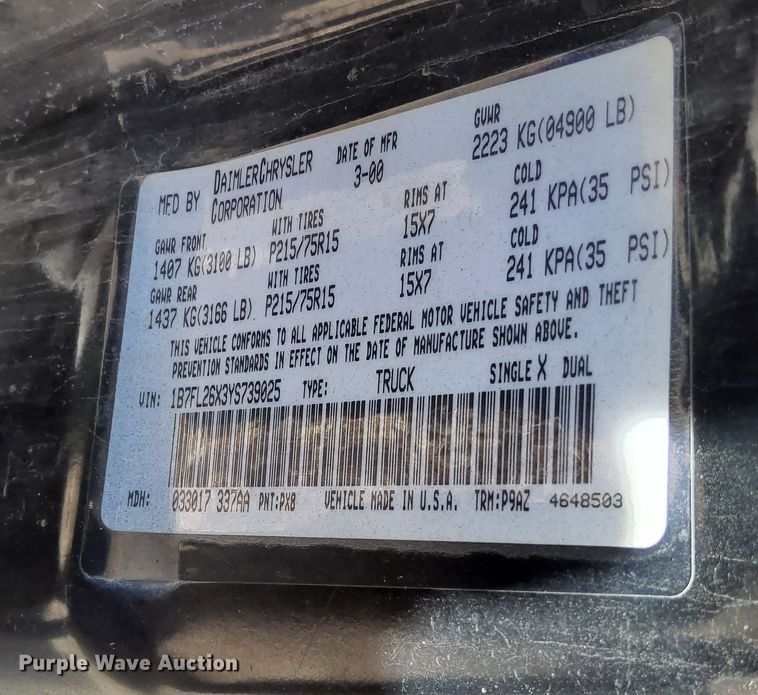 MFD BY DAIMLERCHRYSLER CORPORATION DATE OF MFR 3-00 GVWR 2223 KG(04900 LB)
GAWR FRONT WITH TIRES RIMS AT COLD
1407 KG(3100 LB) P215/75R15 15X7 241 KPA(35 PSI)
GAWR REAR WITH TIRES RIMS AT COLD
1437 KG(3166 LB) P215/75R15 15X7 241 KPA(35 PSI)
THIS VEHICLE CONFORMS TO ALL APPLICABLE FEDERAL MOTOR VEHICLE SAFETY AND THEFT
PREVENTION STANDARDS IN EFFECT ON THE DATE OF MANUFACTURE SHOWN ABOVE.
VIN: 1B7FL26X3YS739025 TYPE: TRUCK SINGLE X DUAL
MDH: 033017 337AA PNT:PX8 VEHICLE MADE IN U.S.A. TRM:P9AZ 4648503
Purple Wave Auction